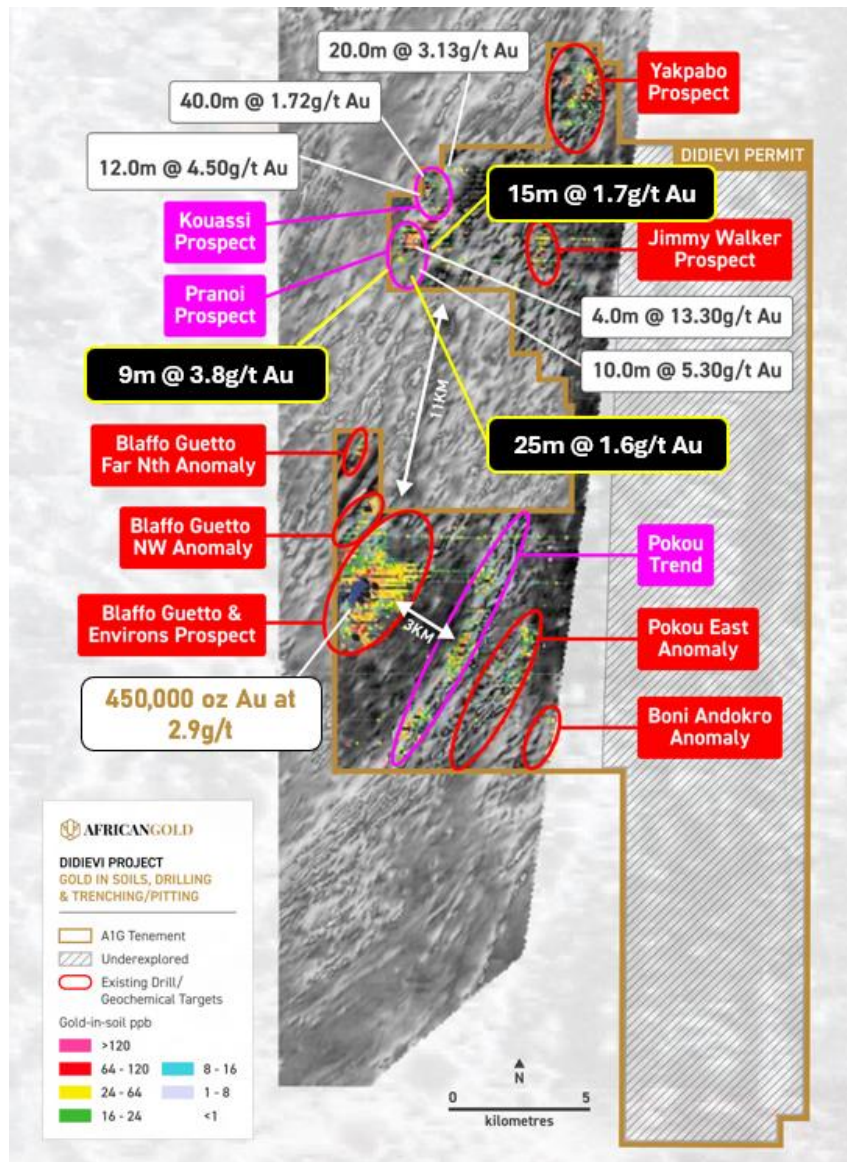 20.0m @ 3.13g/t Au
40.0m @ 1.72g/t Au
12.0m @ 4.50g/t Au
Yakpabo
Prospect
DIDIEVI PERMIT
15m @ 1.7g/t Au
Kouassi
Prospect
Jimmy Walker
Prospect
Pranoi
Prospect
4.0m @ 13.30g/t Au
9m @ 3.8g/t Au
10.0m @ 5.30g/t Au
11KM
25m @ 1.6g/t Au
Blaffo Guetto
Far Nth Anomaly
Blaffo Guetto
NW Anomaly
Pokou
Trend
Blaffo Guetto &
Environs Prospect
3KM
Pokou East
Anomaly
450,000 oz Au at
2.9g/t
Boni Andokro
Anomaly
AFRICANGOLD
DIDIEVI PROJECT
GOLD IN SOILS, DRILLING
& TRENCHING/PITTING
A1G Tenement
Underexplored
Existing Drill/
Geochemical Targets
Gold-in-soil ppb
>120
64 - 120
8 - 16
24 - 64
1 - 8
16 - 24
<1
N
0 5
kilometres